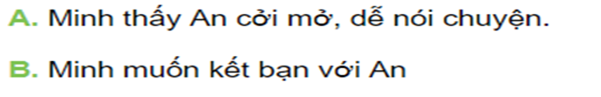 A. Minh thấy An cởi mở, dễ nói chuyện.
B. Minh muốn kết bạn với An